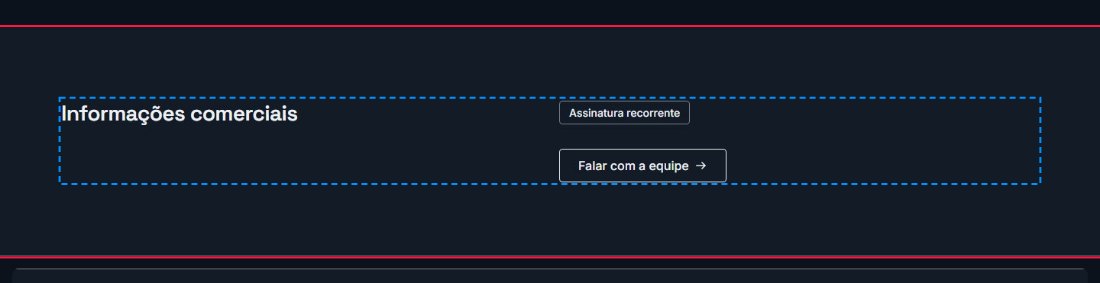 Informações comerciais
Assinatura recorrente
Falar com a equipe →